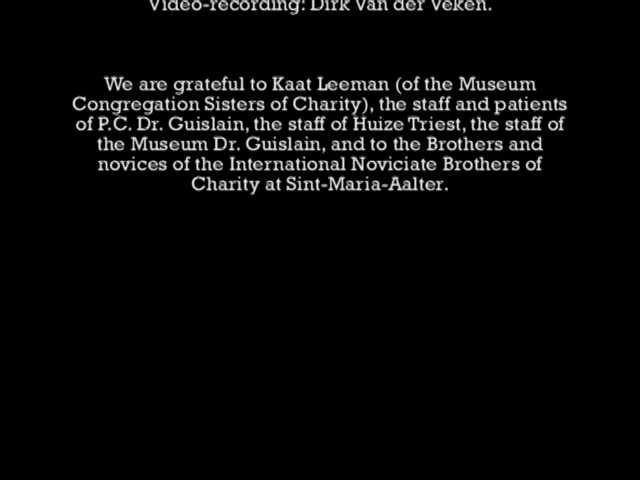 Video-recording: Dirk Van der Veken.
We are grateful to Kaat Leeman (of the Museum
Congregation Sisters of Charity), the staff and patients
of P.C. Dr. Guislain, the staff of Huize Triest, the staff of
the Museum Dr. Guislain, and to the Brothers and
novices of the International Noviciate Brothers of
Charity at Sint-Maria-Aalter.